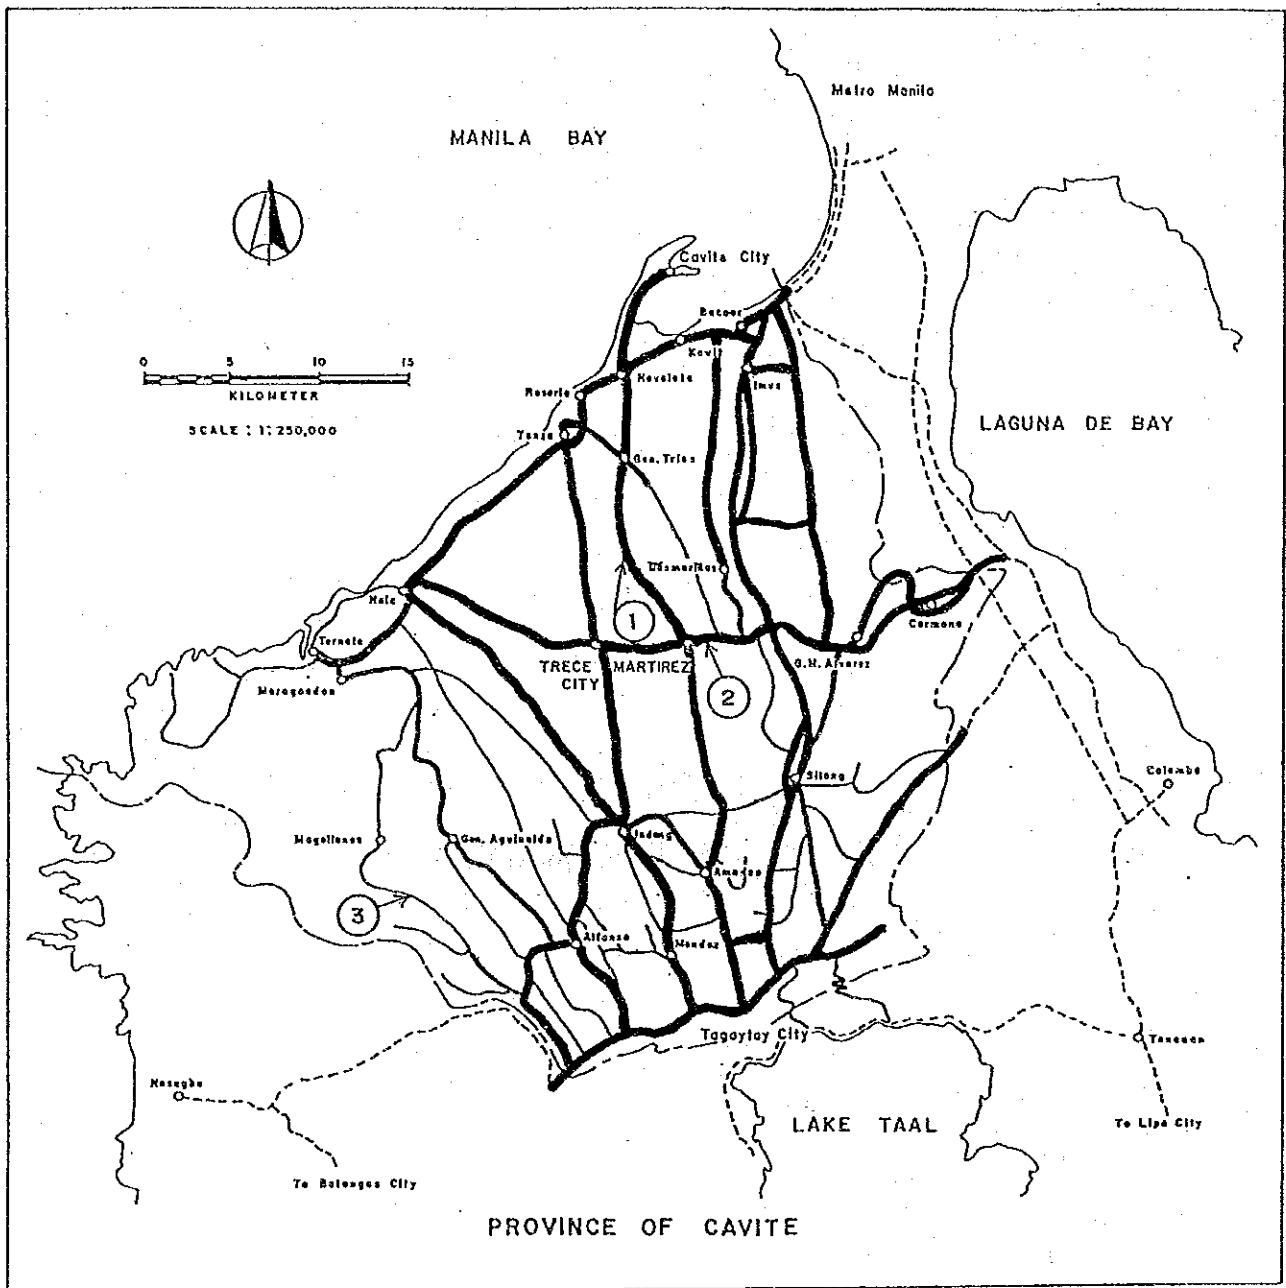 Metro Manila
MANILA BAY
Cavite City
Bacoor
Kawit
0 5 10 15
KILOMETER
SCALE : 1:250,000
Noveleta
Imus
Rosario
LAGUNA DE BAY
Tanza
Gen. Trias
Dasmariñas
Naic
1
Carmona
Ternate
TRECE MARTIREZ
CITY
G.M. Alvarez
Maragondon
2
Silang
Calamba
Magallanes
Gen. Aguinaldo
Indang
Amadeo
3
Alfonso
Mendez
Tagaytay City
Tanauan
Nasugbu
LAKE TAAL
To Lipa City
To Batangas City
PROVINCE OF CAVITE